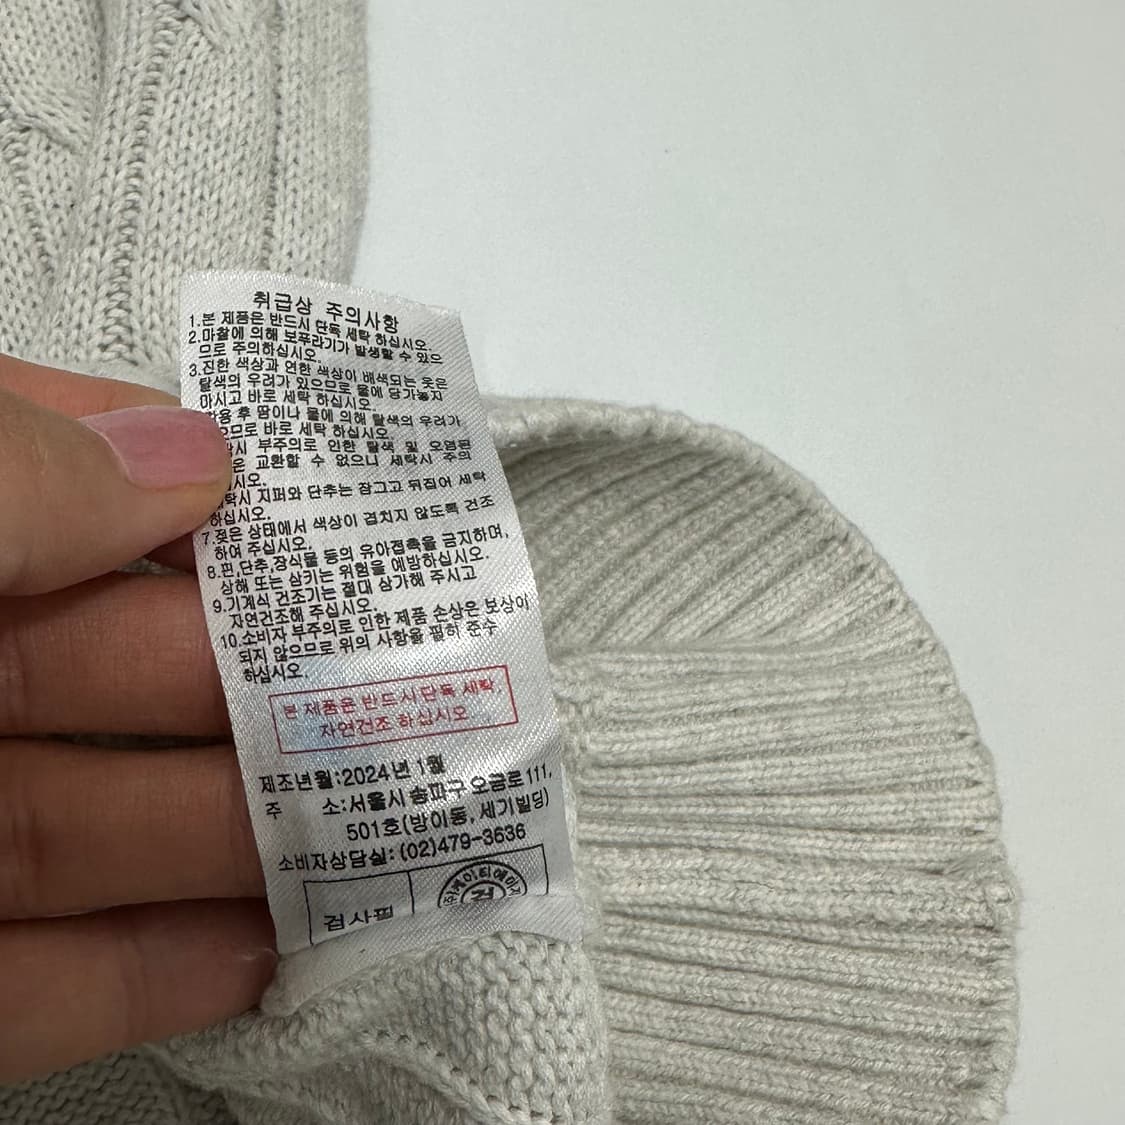 취급상 주의사항
1.본 제품은 반드시 단독 세탁 하십시오.
2.마찰에 의해 보푸라기가 발생할 수 있으
므로 주의하십시오.
3.진한 색상과 연한 색상이 배색되는 옷은
탈색의 우려가 있으므로 물에 담가놓지
마시고 바로 세탁 하십시오.
용 후 땀이나 물에 의해 탈색의 우려가
으므로 바로 세탁 하십시오.
탁시 부주의로 인한 탈색 및 오염된
은 교환할 수 없으니 세탁시 주의
시오.
탁시 지퍼와 단추는 잠그고 뒤집어 세탁
하십시오.
7.젖은 상태에서 색상이 겹치지 않도록 건조
하여 주십시오.
8.핀,단추,장식물 등의 유아접촉을 금지하며,
상해 또는 삼키는 위험을 예방하십시오.
9.기계식 건조기는 절대 삼가해 주시고
자연건조해 주십시오.
10.소비자 부주의로 인한 제품 손상은 보상이
되지 않으므로 위의 사항을 필히 준수
하십시오.
본 제품은 반드시 단독 세탁,
자연건조 하십시오
제조년월:2024년 1월
주 소:서울시 송파구 오금로 111,
501호(방이동, 세기빌딩)
소비자상담실: (02)479-3636
검사필